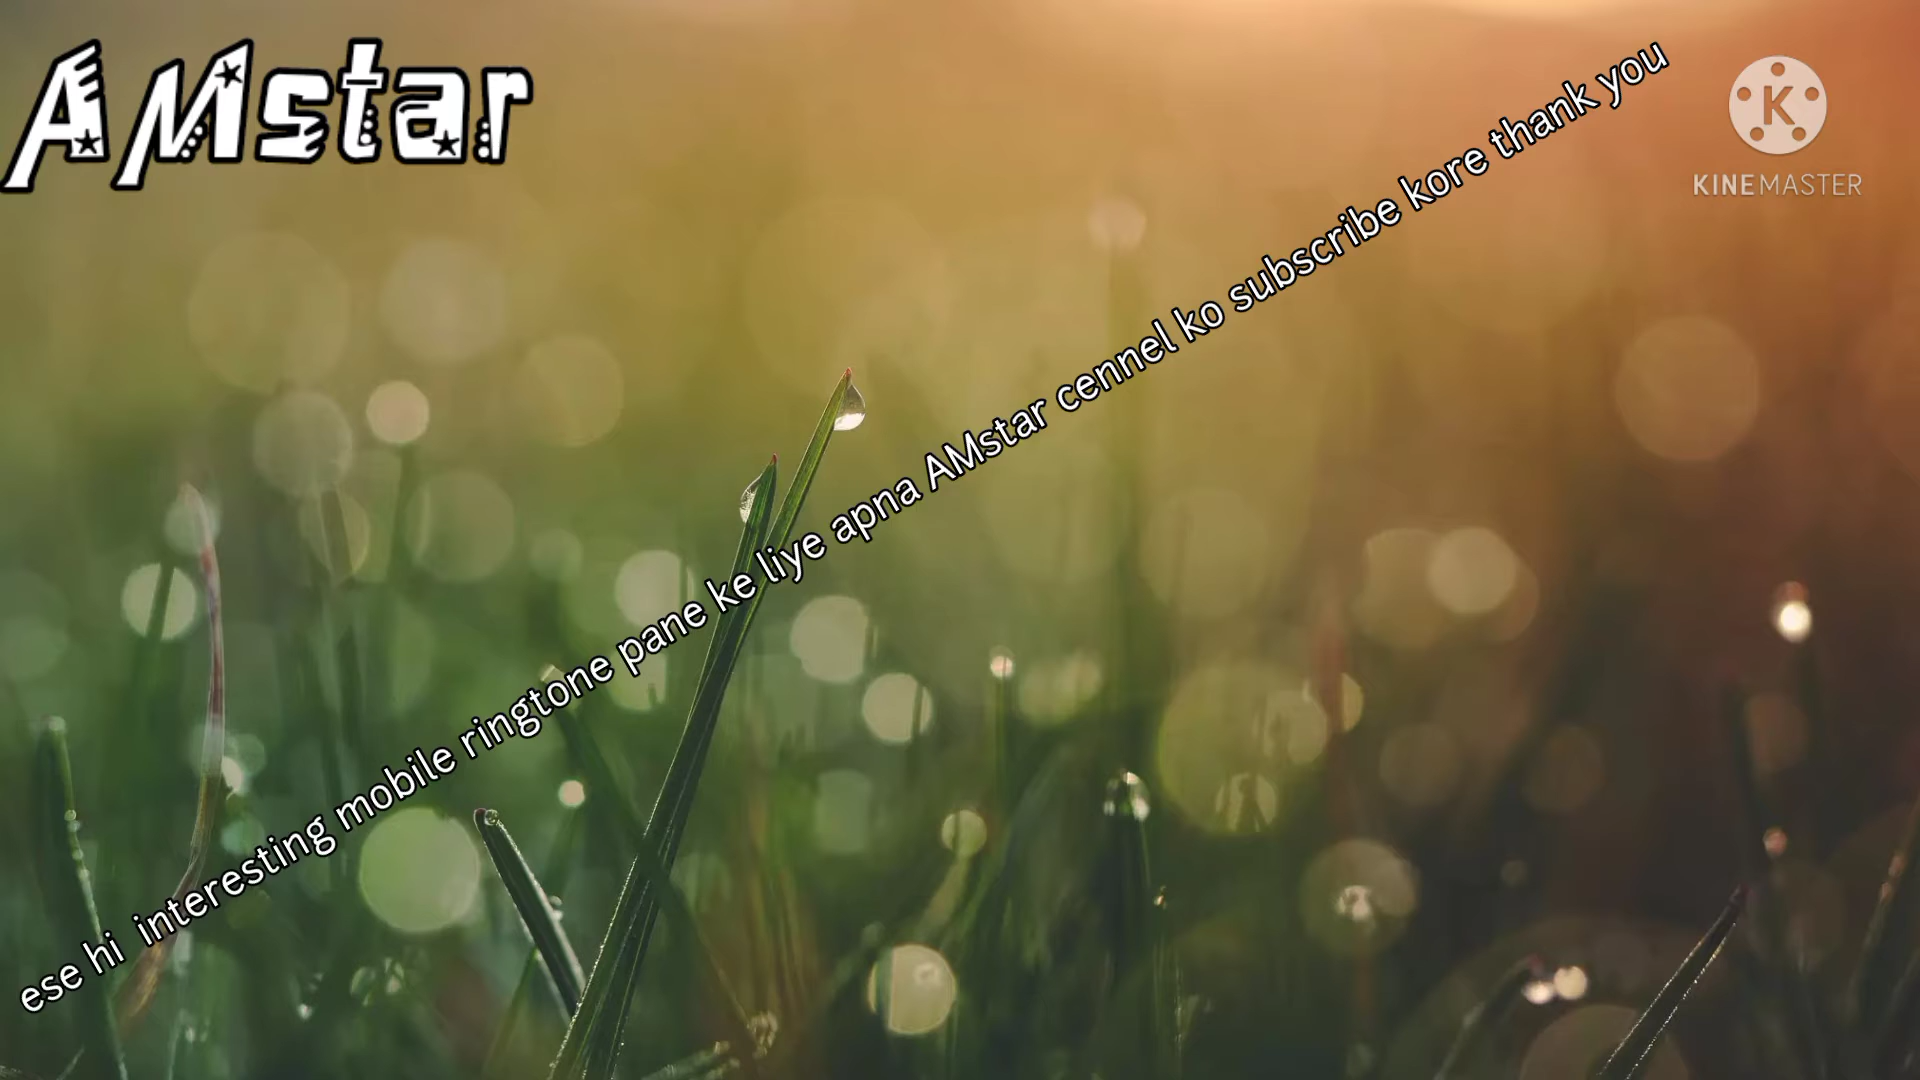 AMstar
KINEMASTER
ese hi interesting mobile ringtone pane ke liye apna AMstar cennel ko subscribe kore thank you